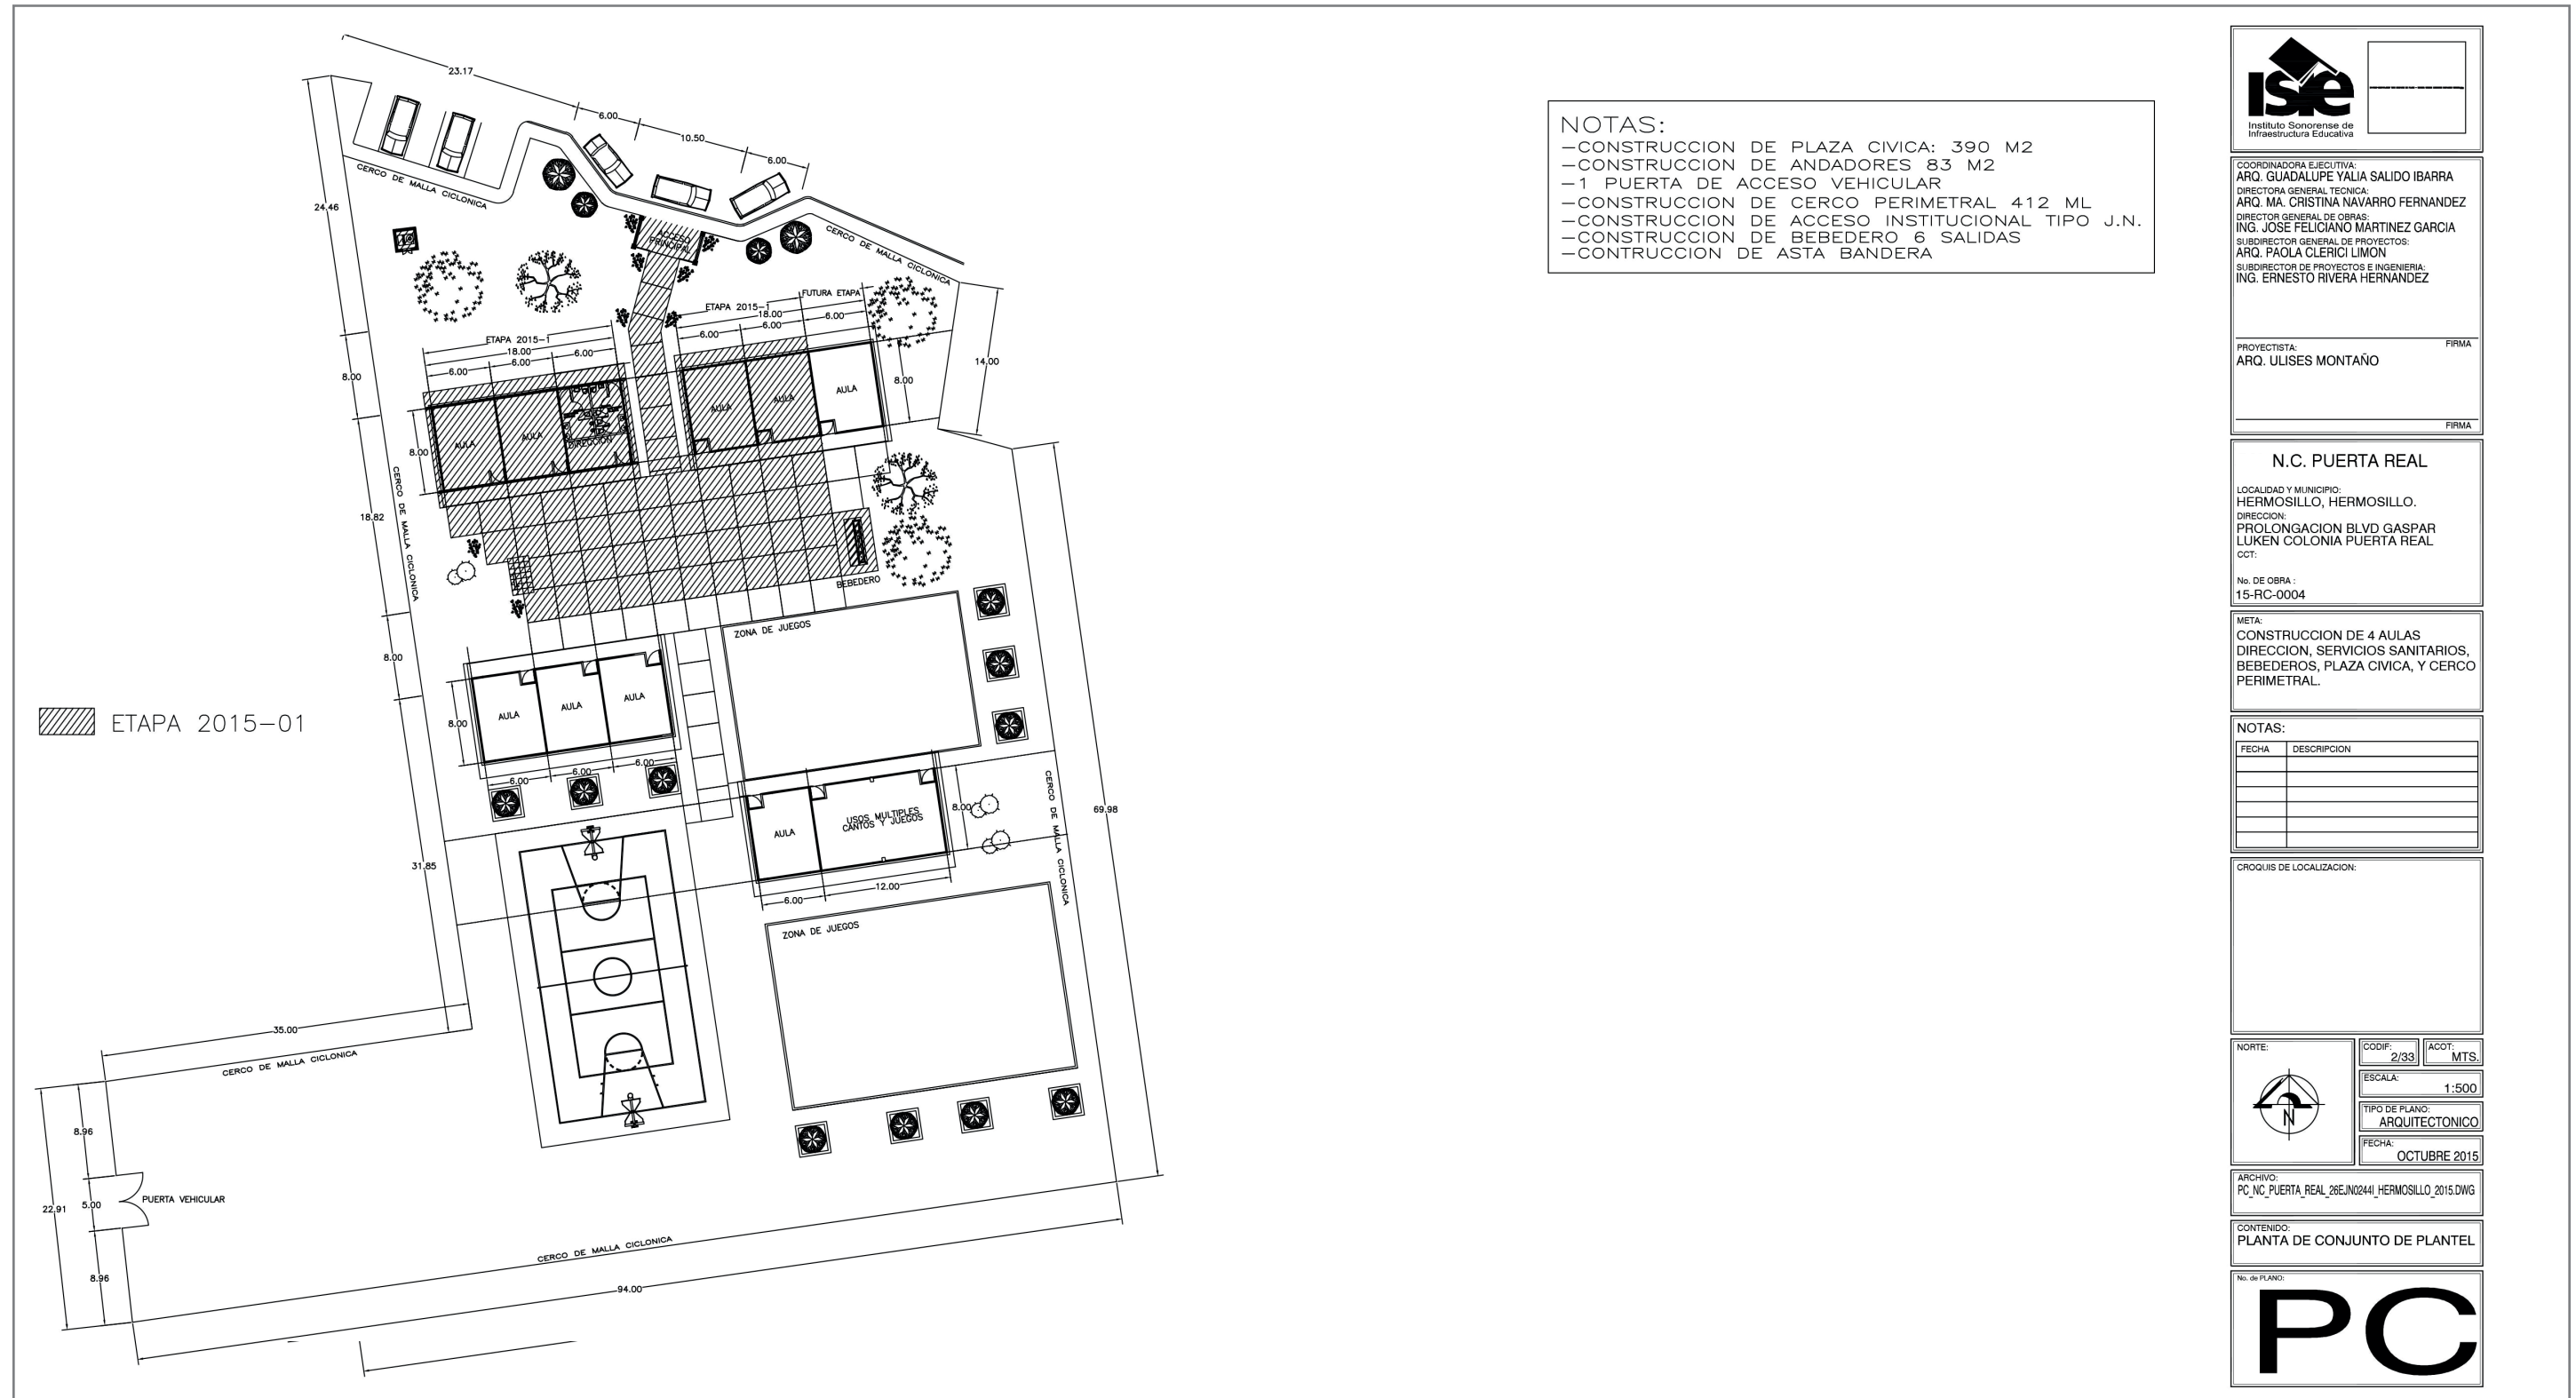 23.17
6.00
10.50
6.00
CERCO DE MALLA CICLONICA
24.46
ACCESO
PRINCIPAL
CERCO DE MALLA CICLONICA
FUTURA ETAPA
ETAPA 2015-1
18.00
6.00
6.00
6.00
ETAPA 2015-1
18.00
6.00
6.00
6.00
14.00
8.00
8.00
AULA
AULA
AULA
AULA
AULA
DIRECCION
8.00
CERCO DE MALLA CICLONICA
18.82
BEBEDERO
ZONA DE JUEGOS
8.00
AULA
AULA
AULA
8.00
6.00
6.00
6.00
ETAPA 2015-01
CERCO DE MALLA CICLONICA
69.98
8.00
USOS MULTIPLES
CANTOS Y JUEGOS
AULA
12.00
6.00
31.85
ZONA DE JUEGOS
35.00
CERCO DE MALLA CICLONICA
8.96
5.00
22.91
8.96
PUERTA VEHICULAR
CERCO DE MALLA CICLONICA
94.00
NOTAS:
-CONSTRUCCION DE PLAZA CIVICA: 390 M2
-CONSTRUCCION DE ANDADORES 83 M2
-1 PUERTA DE ACCESO VEHICULAR
-CONSTRUCCION DE CERCO PERIMETRAL 412 ML
-CONSTRUCCION DE ACCESO INSTITUCIONAL TIPO J.N.
-CONSTRUCCION DE BEBEDERO 6 SALIDAS
-CONTRUCCION DE ASTA BANDERA
isie
Instituto Sonorense de
Infraestructura Educativa
COORDINADORA EJECUTIVA:
ARQ. GUADALUPE YALIA SALIDO IBARRA
DIRECTORA GENERAL TECNICA:
ARQ. MA. CRISTINA NAVARRO FERNANDEZ
DIRECTOR GENERAL DE OBRAS:
ING. JOSE FELICIANO MARTINEZ GARCIA
SUBDIRECTOR GENERAL DE PROYECTOS:
ARQ. PAOLA CLERICI LIMON
SUBDIRECTOR DE PROYECTOS E INGENIERIA:
ING. ERNESTO RIVERA HERNANDEZ
FIRMA
PROYECTISTA:
ARQ. ULISES MONTAÑO
FIRMA
N.C. PUERTA REAL
LOCALIDAD Y MUNICIPIO:
HERMOSILLO, HERMOSILLO.
DIRECCION:
PROLONGACION BLVD GASPAR
LUKEN COLONIA PUERTA REAL
CCT:
No. DE OBRA :
15-RC-0004
META:
CONSTRUCCION DE 4 AULAS
DIRECCION, SERVICIOS SANITARIOS,
BEBEDEROS, PLAZA CIVICA, Y CERCO
PERIMETRAL.
NOTAS:
FECHA DESCRIPCION
CROQUIS DE LOCALIZACION:
NORTE:
N
CODIF:
2/33
ACOT:
MTS.
ESCALA:
1:500
TIPO DE PLANO:
ARQUITECTONICO
FECHA:
OCTUBRE 2015
ARCHIVO:
PC_NC_PUERTA_REAL_26EJN0244I_HERMOSILLO_2015.DWG
CONTENIDO:
PLANTA DE CONJUNTO DE PLANTEL
No. de PLANO:
PC